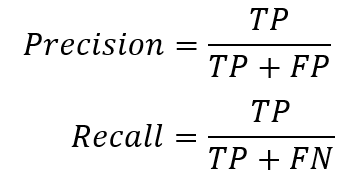 Precision = TP / (TP + FP)
Recall = TP / (TP + FN)